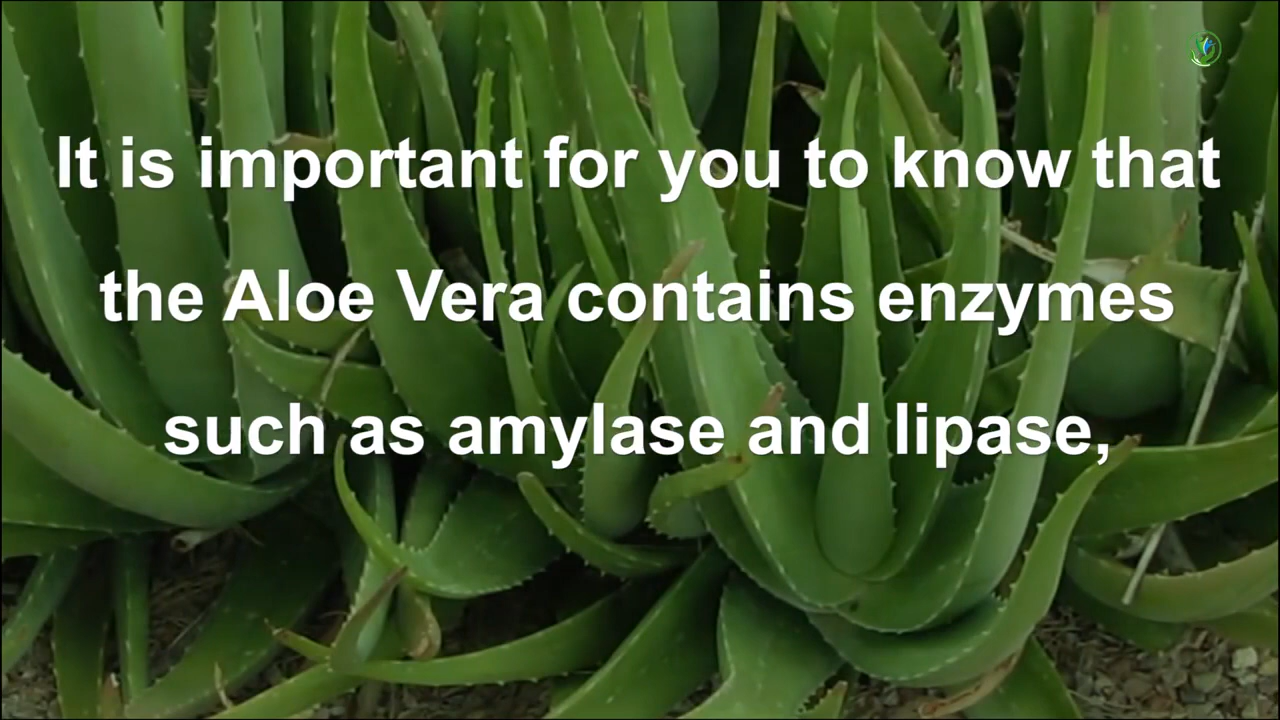 It is important for you to know that
the Aloe Vera contains enzymes
such as amylase and lipase,